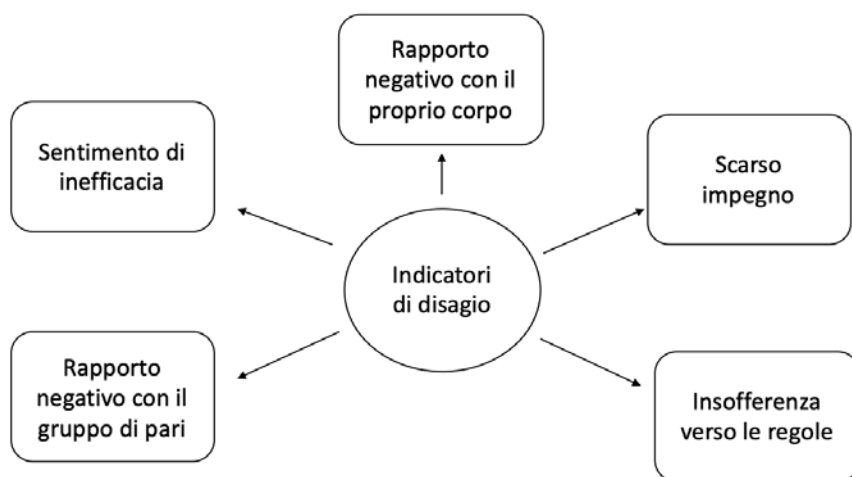 Rapporto
negativo con il
proprio corpo
Sentimento di
inefficacia
Scarso
impegno
Indicatori
di disagio
Rapporto
negativo con il
gruppo di pari
Insofferenza
verso le regole